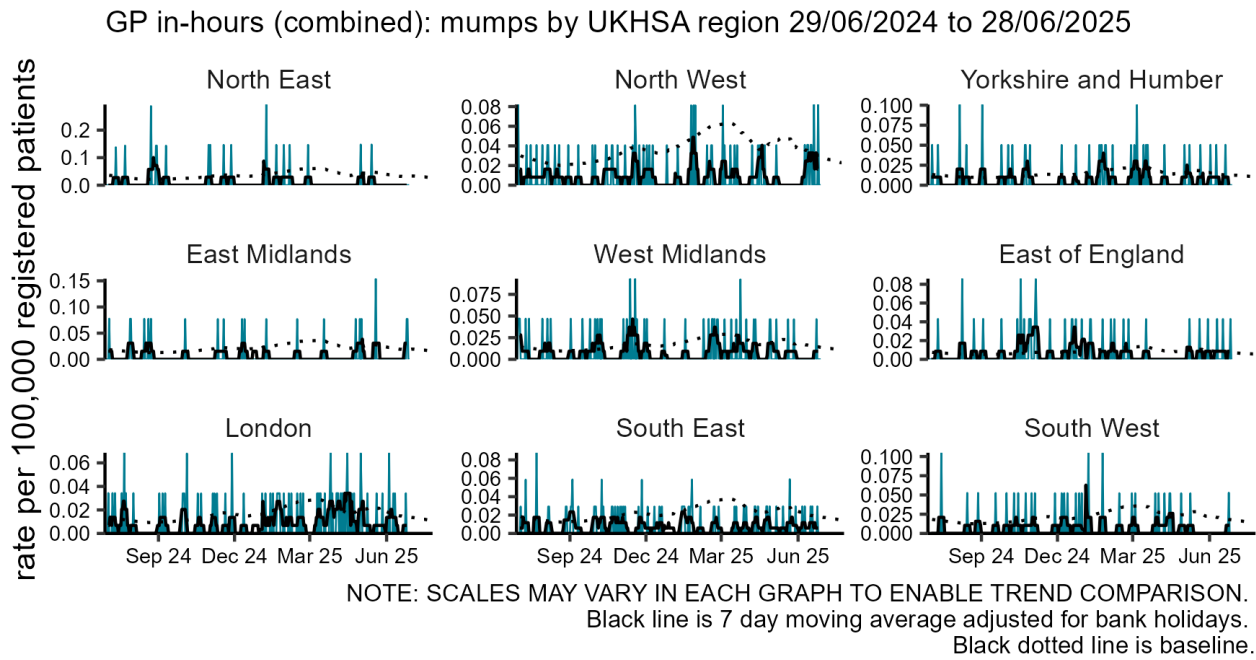 GP in-hours (combined): mumps by UKHSA region 29/06/2024 to 28/06/2025
rate per 100,000 registered patients
North East
0.2
0.1
0.0
North West
0.08
0.06
0.04
0.02
0.00
Yorkshire and Humber
0.100
0.075
0.050
0.025
0.000
East Midlands
0.15
0.10
0.05
0.00
West Midlands
0.075
0.050
0.025
0.000
East of England
0.08
0.06
0.04
0.02
0.00
London
0.06
0.04
0.02
0.00
Sep 24 Dec 24 Mar 25 Jun 25
South East
0.08
0.06
0.04
0.02
0.00
Sep 24 Dec 24 Mar 25 Jun 25
South West
0.100
0.075
0.050
0.025
0.000
Sep 24 Dec 24 Mar 25 Jun 25
NOTE: SCALES MAY VARY IN EACH GRAPH TO ENABLE TREND COMPARISON.
Black line is 7 day moving average adjusted for bank holidays.
Black dotted line is baseline.